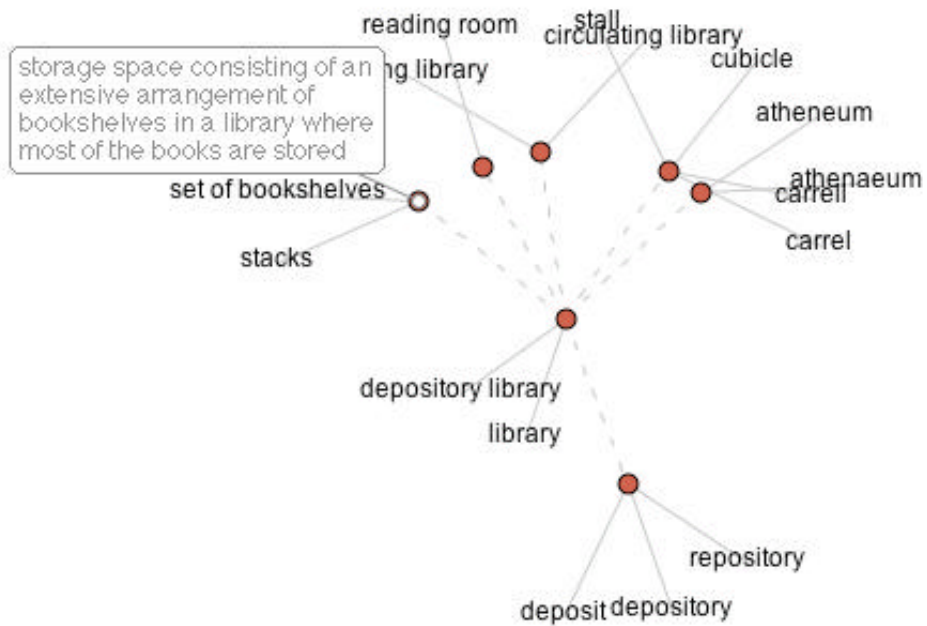 reading room
stall
circulating library
cubicle
storage space consisting of an
extensive arrangement of
bookshelves in a library where
most of the books are stored
library
atheneum
athenaeum
carrell
set of bookshelves
carrel
stacks
depository library
library
repository
deposit
depository